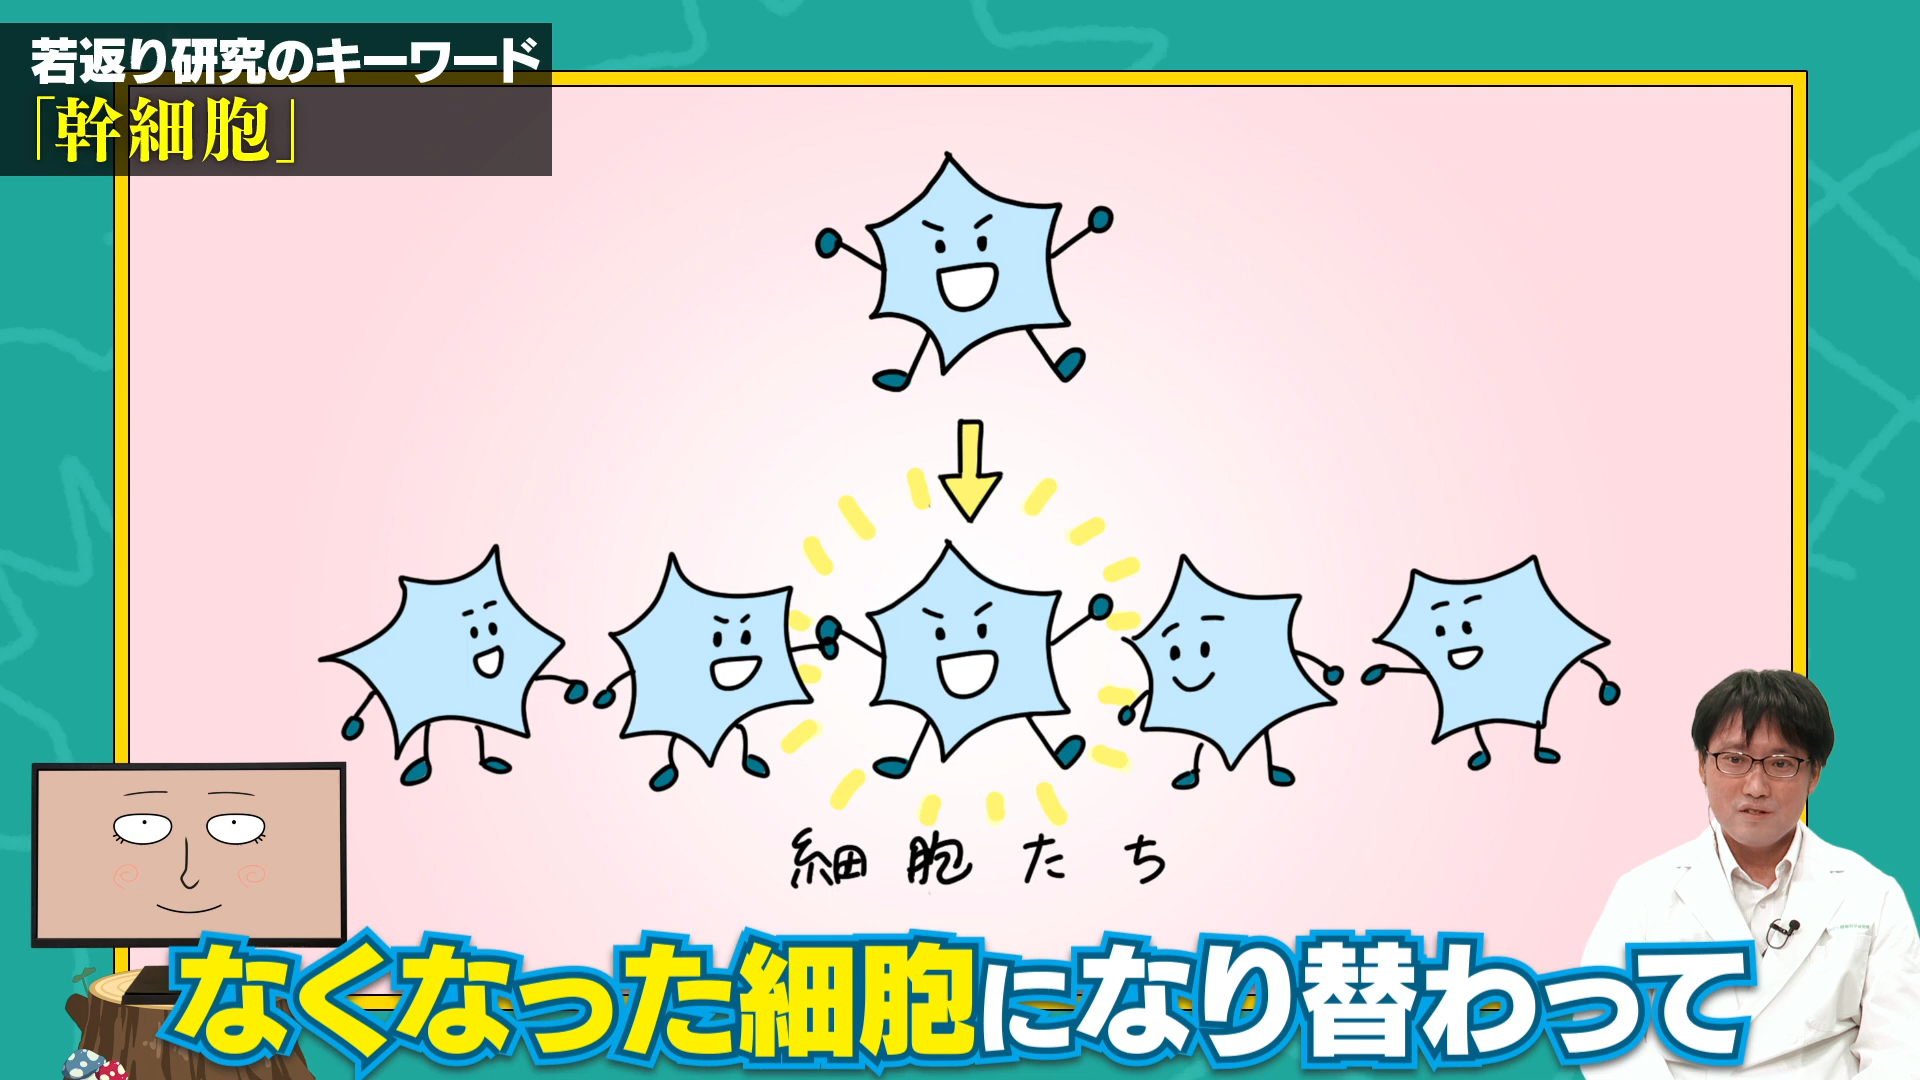 若返り研究のキーワード
「幹細胞」
細胞たち
なくなった細胞になり替わって